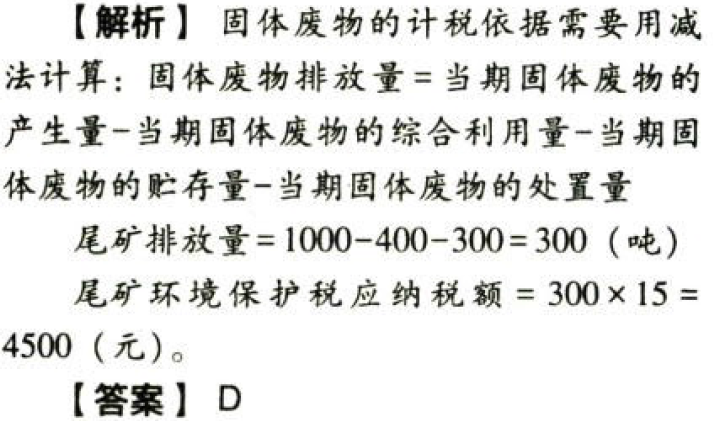 【解析】 固体废物的计税依据需要用减
法计算：固体废物排放量=当期固体废物的
产生量-当期固体废物的综合利用量-当期固
体废物的贮存量-当期固体废物的处置量
尾矿排放量=1000-400-300=300（吨）
尾矿环境保护税应纳税额=300×15=
4500（元）。
【答案】 D